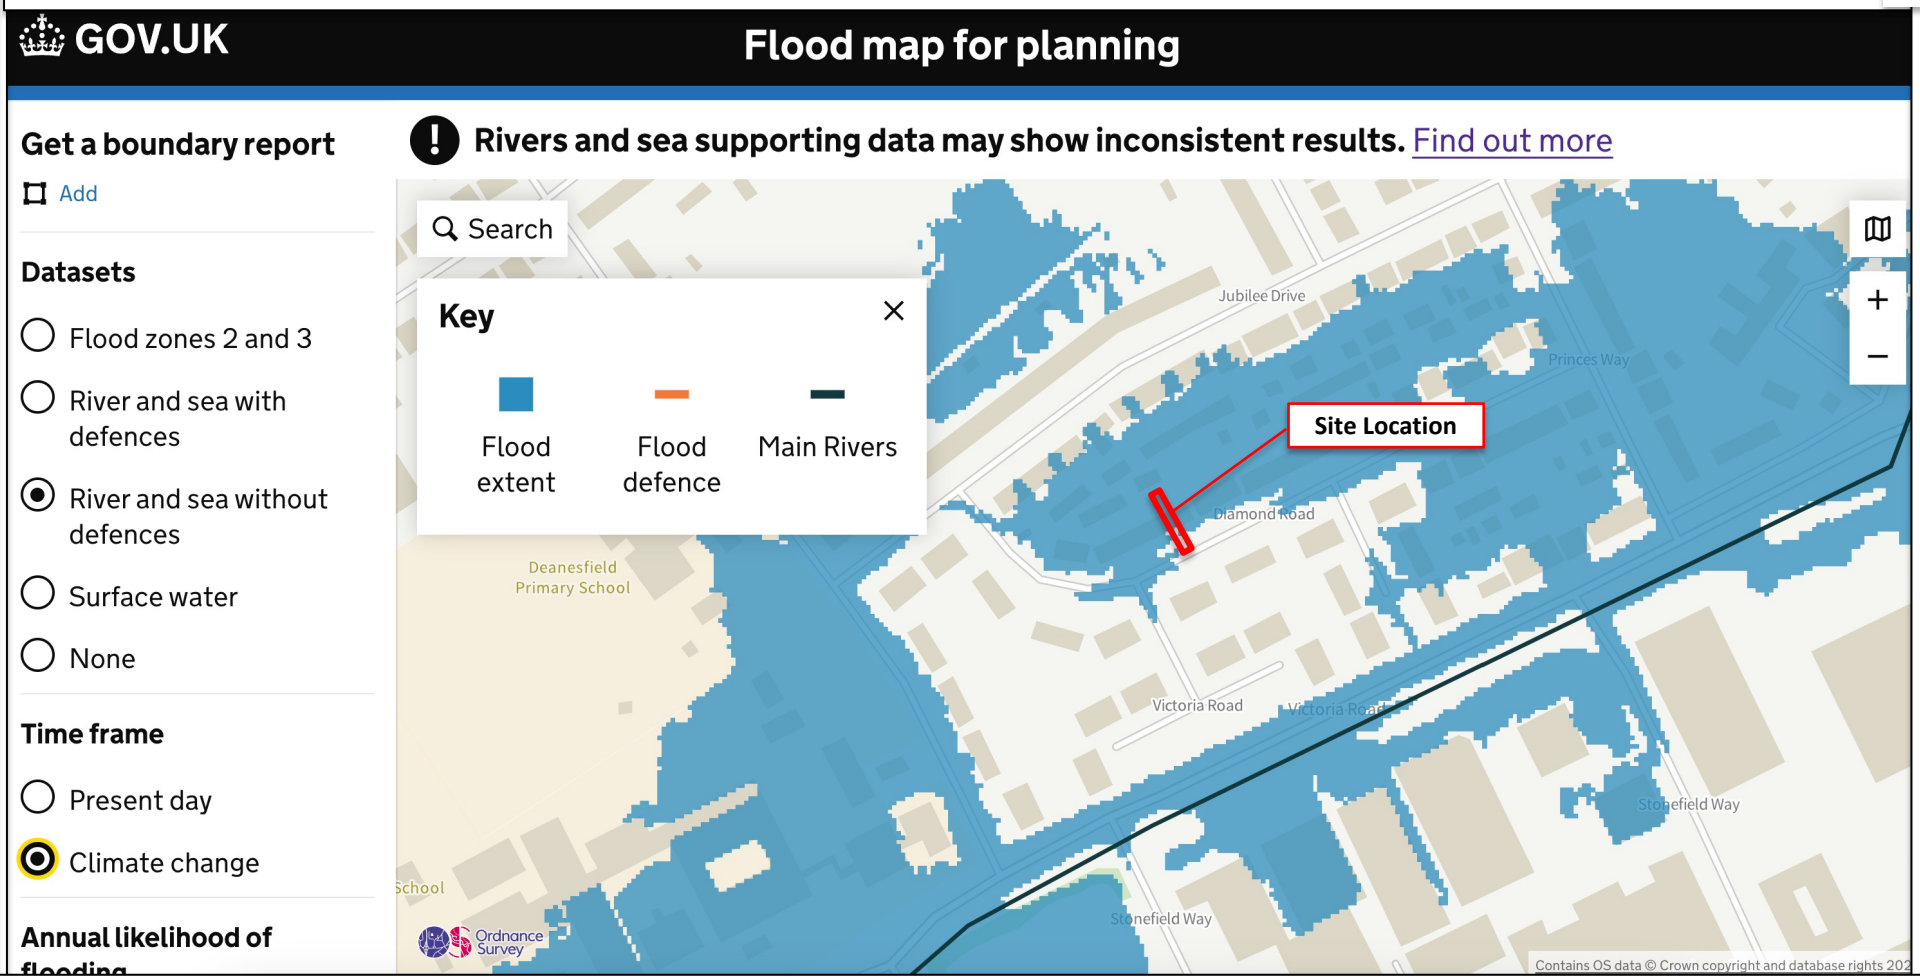 GOV.UK
Flood map for planning
Get a boundary report
Add
Datasets
Flood zones 2 and 3
River and sea with
defences
River and sea without
defences
Surface water
None
Time frame
Present day
Climate change
Annual likelihood of
flooding
! Rivers and sea supporting data may show inconsistent results. Find out more
Search
Key
Flood
extent
Flood
defence
Main Rivers
Jubilee Drive
Princes Way
Site Location
Diamond Road
Deanesfield
Primary School
Victoria Road
Victoria Road
Stonefield Way
School
Stonefield Way
Ordnance
Survey
Contains OS data © Crown copyright and database rights 202